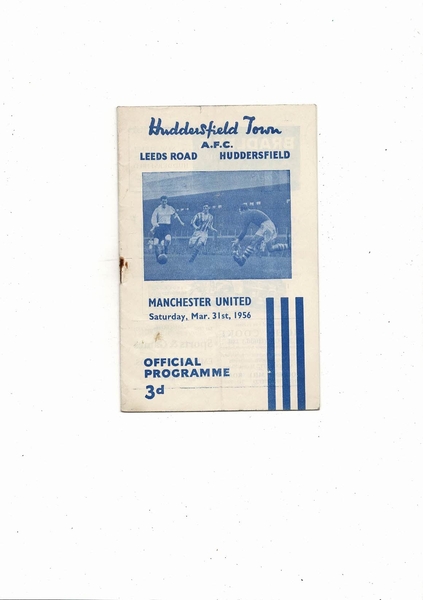 Huddersfield Town
A.F.C.
LEEDS ROAD HUDDERSFIELD
MANCHESTER UNITED
Saturday, Mar. 31st, 1956
OFFICIAL
PROGRAMME
3d